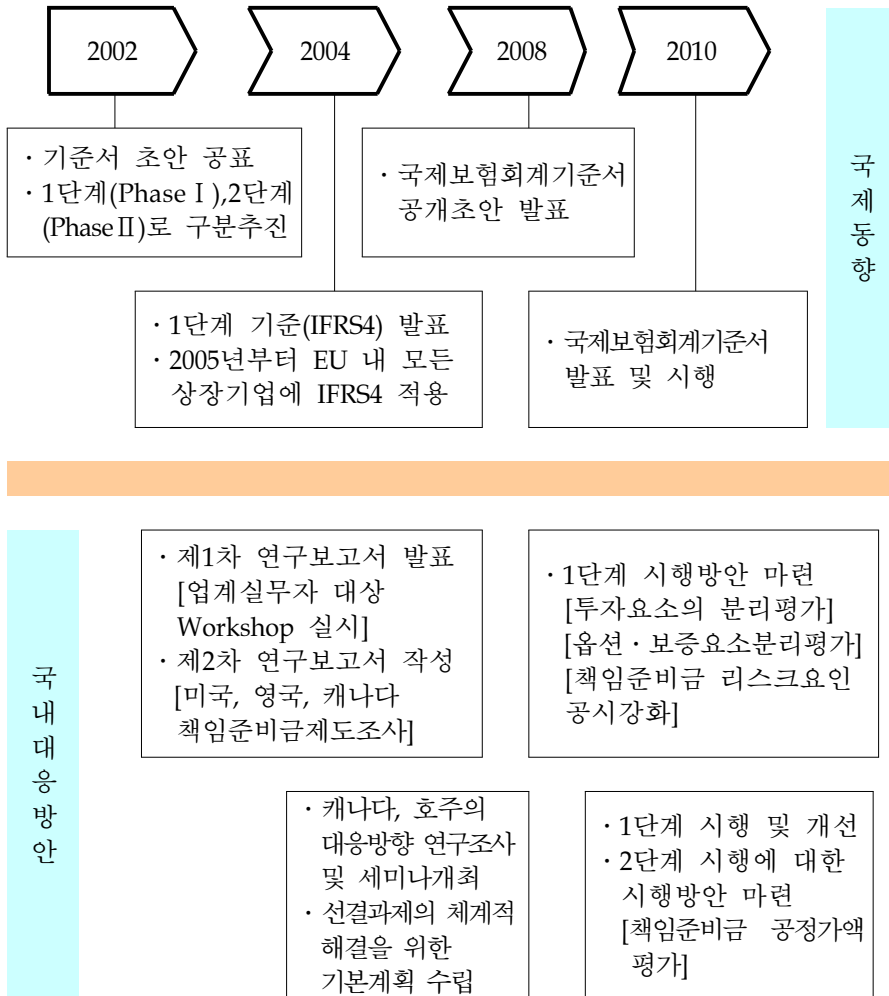 2002
2004
2008
2010
· 기준서 초안 공표
· 1단계(PhaseⅠ),2단계
(PhaseⅡ)로 구분추진
· 국제보험회계기준서
공개초안 발표
· 1단계 기준(IFRS4) 발표
· 2005년부터 EU 내 모든
상장기업에 IFRS4 적용
· 국제보험회계기준서
발표 및 시행
국
제
동
향
국
내
대
응
방
안
· 제1차 연구보고서 발표
[업계실무자 대상
Workshop 실시]
· 제2차 연구보고서 작성
[미국, 영국, 캐나다
책임준비금제도조사]
· 1단계 시행방안 마련
[투자요소의 분리평가]
[옵션·보증요소분리평가]
[책임준비금 리스크요인
공시강화]
· 캐나다, 호주의
대응방향 연구조사
및 세미나개최
· 선결과제의 체계적
해결을 위한
기본계획 수립
· 1단계 시행 및 개선
· 2단계 시행에 대한
시행방안 마련
[책임준비금 공정가액
평가]